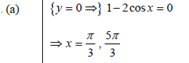 . (a) {y = 0 ⇒} 1 − 2cos x = 0
⇒ x = π/3 , 5π/3